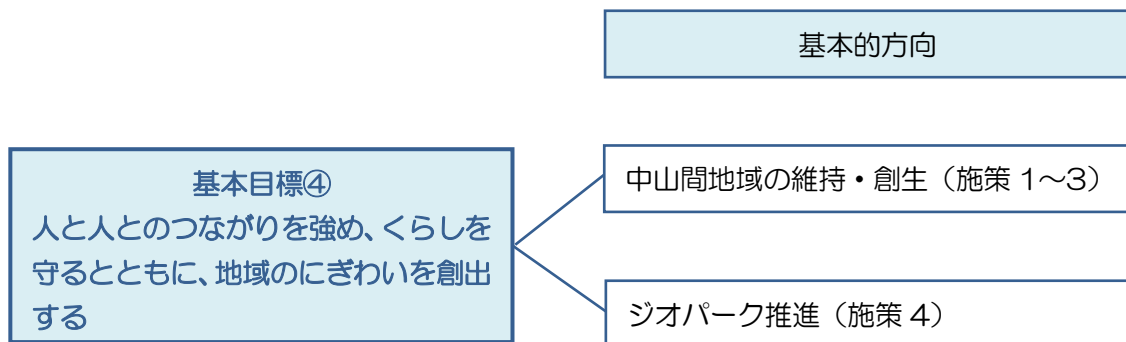 基本的方向
基本目標④
人と人とのつながりを強め、くらしを
守るとともに、地域のにぎわいを創出
する
中山間地域の維持・創生（施策 1～3）
ジオパーク推進（施策 4）